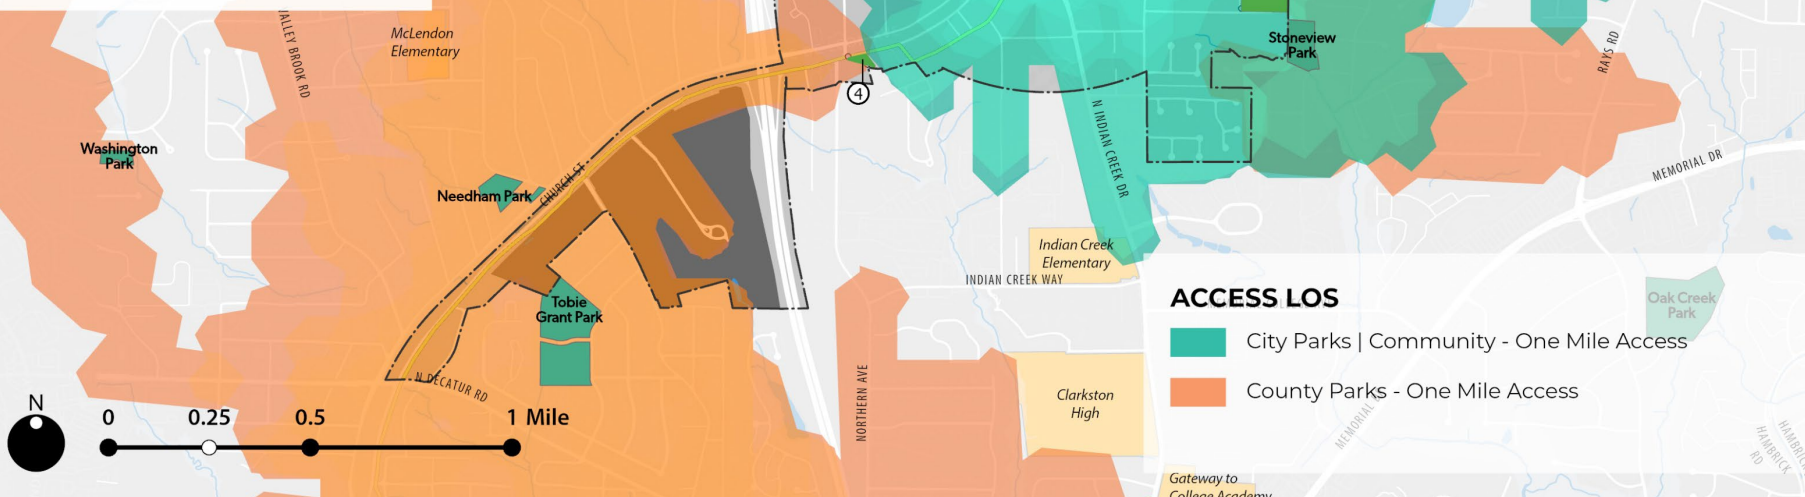 VALLEY BROOK RD
McLendon
Elementary
Stoneview
Park
RAYS RD
4
Washington
Park
Needham Park
CHURCH ST
N INDIAN CREEK DR
MEMORIAL DR
Indian Creek
Elementary
INDIAN CREEK WAY
Tobie
Grant Park
N DECATUR RD
NORTHERN AVE
Clarkston
High
Oak Creek
Park
ACCESS LOS
City Parks | Community - One Mile Access
County Parks - One Mile Access
N
0 0.25 0.5 1 Mile
MEMORIAL
HAMBRICK
RD
HAMBRICK
Gateway to
College Academy